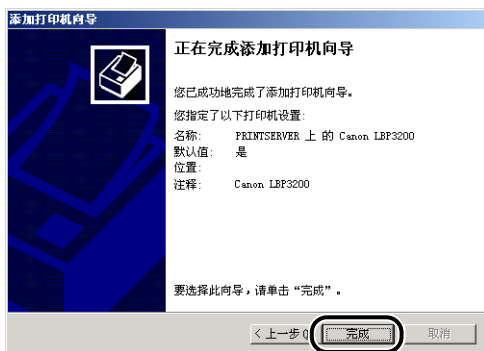 添加打印机向导
正在完成添加打印机向导
您已成功地完成了添加打印机向导。
您指定了以下打印机设置:
名称: PRINTSERVER 上 的 Canon LBP3200
默认值: 是
位置:
注释: Canon LBP3200
要选择此向导，请单击“完成”。
< 上一步 完成 取消